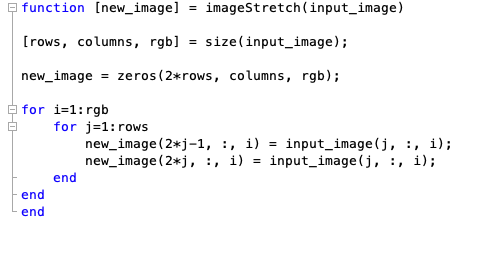 function [new_image] = imageStretch(input_image)
[rows, columns, rgb] = size(input_image);
new_image = zeros(2*rows, columns, rgb);
for i=1:rgb
for j=1:rows
new_image(2*j-1, :, i) = input_image(j, :, i);
new_image(2*j, :, i) = input_image(j, :, i);
end
end
end